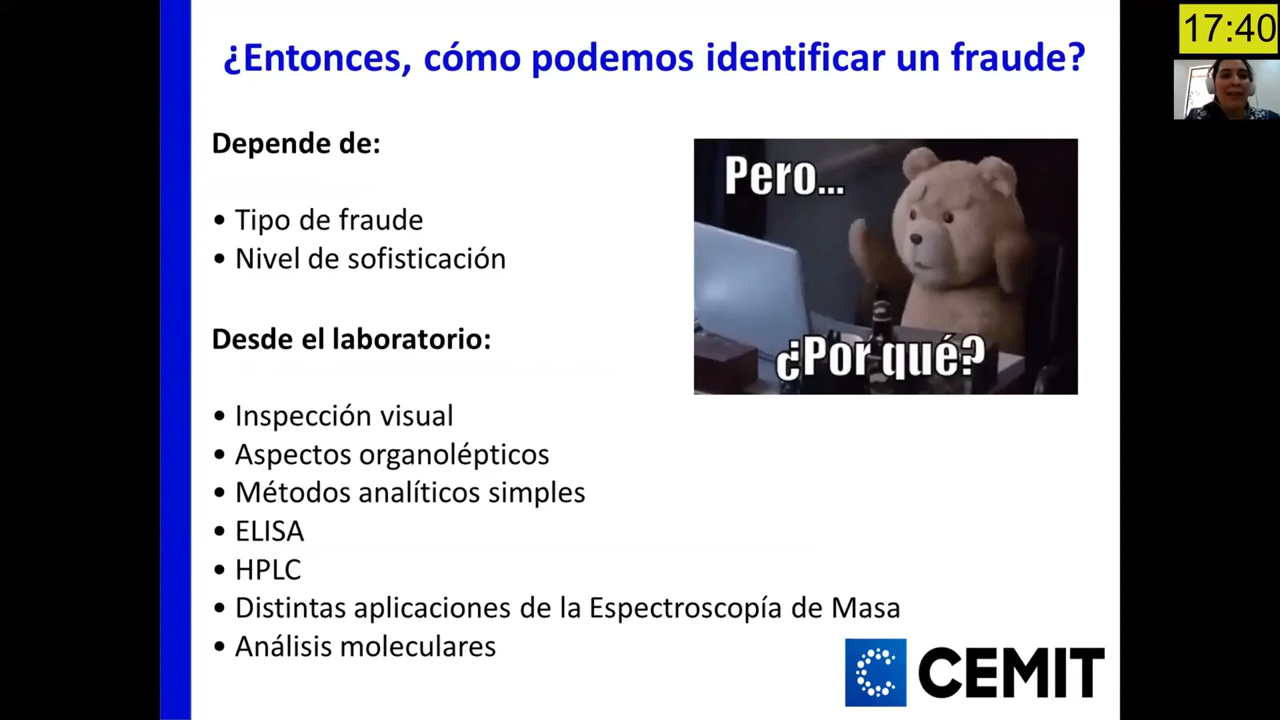 ¿Entonces, cómo podemos identificar un fraude?
17:40
Depende de:
• Tipo de fraude
• Nivel de sofisticación
Pero...
¿Por qué?
Desde el laboratorio:
• Inspección visual
• Aspectos organolépticos
• Métodos analíticos simples
• ELISA
• HPLC
• Distintas aplicaciones de la Espectroscopía de Masa
• Análisis moleculares
CEMIT